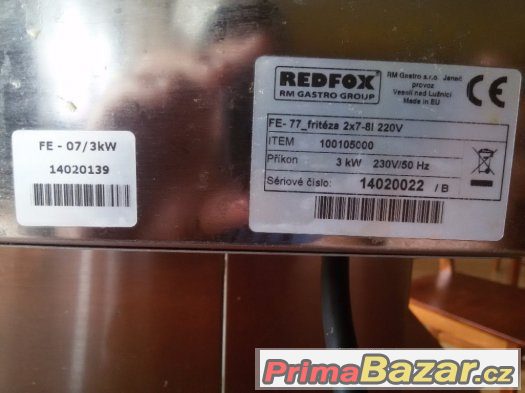 FE - 07/3kW
14020139
REDFOX
RM GASTRO GROUP
RM Gastro s.r.o. Janeč
provoz
Veselí nad Lužnicí
Made in EU
CE
FE- 77_fritéza 2x7-8l 220V
ITEM 100105000
Příkon 3 kW 230V/50 Hz
Sériové číslo: 14020022 / B
PrimaBazar.cz